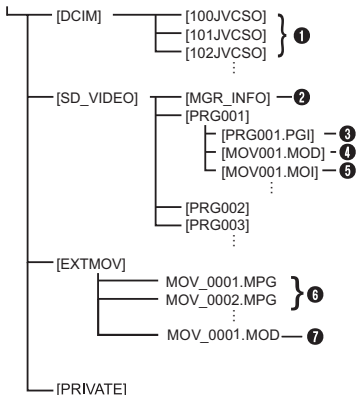 [DCIM] [100JVCSO]
[101JVCSO] ❶
[102JVCSO]
[SD_VIDEO] [MGR_INFO] ❷
[PRG001]
[PRG001.PGI] ❸
[MOV001.MOD] ❹
[MOV001.MOI] ❺
[PRG002]
[PRG003]
[EXTMOV]
MOV_0001.MPG
MOV_0002.MPG ❻
MOV_0001.MOD ❼
[PRIVATE]